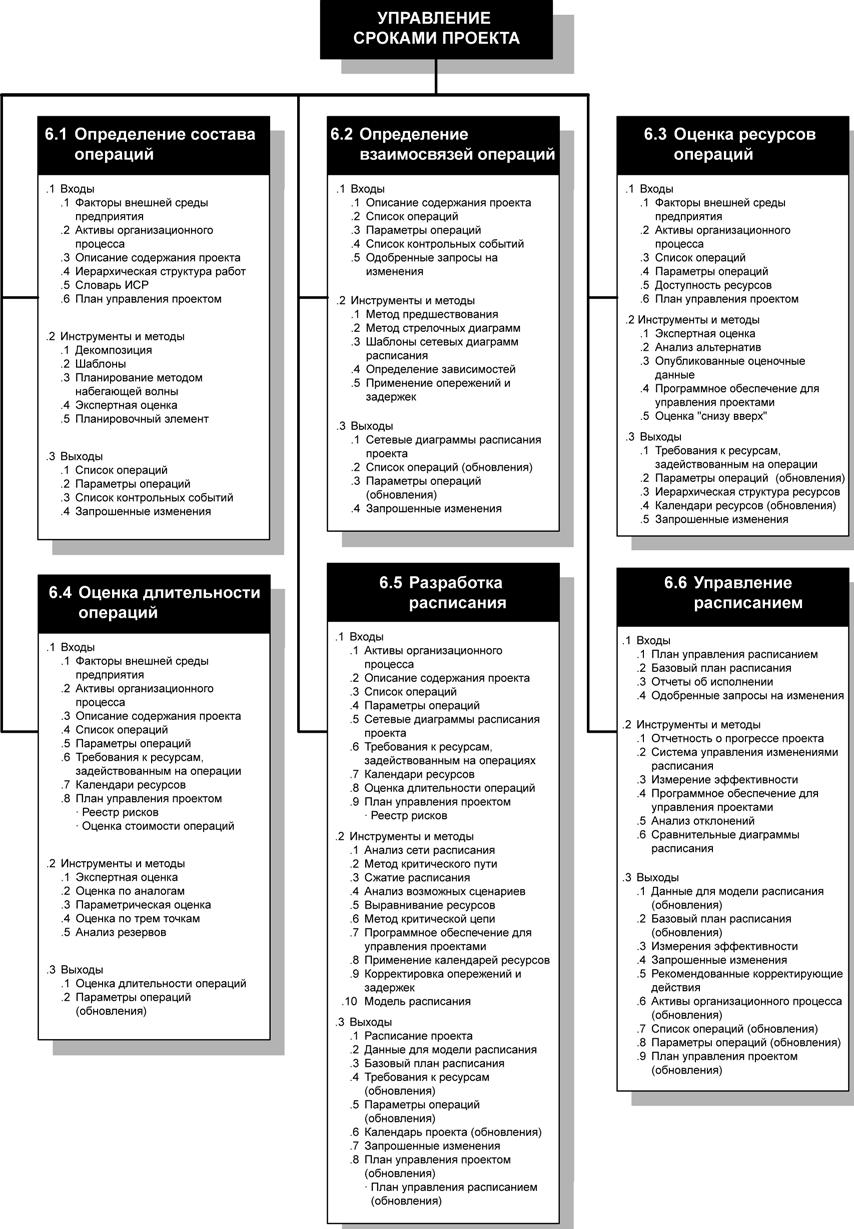 УПРАВЛЕНИЕ
СРОКАМИ ПРОЕКТА
6.1 Определение состава
операций
.1 Входы
.1 Факторы внешней среды
предприятия
.2 Активы организационного
процесса
.3 Описание содержания проекта
.4 Иерархическая структура работ
.5 Словарь ИСР
.6 План управления проектом
.2 Инструменты и методы
.1 Декомпозиция
.2 Шаблоны
.3 Планирование методом
набегающей волны
.4 Экспертная оценка
.5 Планировочный элемент
.3 Выходы
.1 Список операций
.2 Параметры операций
.3 Список контрольных событий
.4 Запрошенные изменения
6.2 Определение
взаимосвязей операций
.1 Входы
.1 Описание содержания проекта
.2 Список операций
.3 Параметры операций
.4 Список контрольных событий
.5 Одобренные запросы на
изменения
.2 Инструменты и методы
.1 Метод предшествования
.2 Метод стрелочных диаграмм
.3 Шаблоны сетевых диаграмм
расписания
.4 Определение зависимостей
.5 Применение опережений и
задержек
.3 Выходы
.1 Сетевые диаграммы расписания
проекта
.2 Список операций (обновления)
.3 Параметры операций
(обновления)
.4 Запрошенные изменения
6.3 Оценка ресурсов
операций
.1 Входы
.1 Факторы внешней среды
предприятия
.2 Активы организационного
процесса
.3 Список операций
.4 Параметры операций
.5 Доступность ресурсов
.6 План управления проектом
.2 Инструменты и методы
.1 Экспертная оценка
.2 Анализ альтернатив
.3 Опубликованные оценочные
данные
.4 Программное обеспечение для
управления проектами
.5 Оценка "снизу вверх"
.3 Выходы
.1 Требования к ресурсам,
задействованным на операции
.2 Параметры операций (обновления)
.3 Иерархическая структура ресурсов
.4 Календари ресурсов (обновления)
.5 Запрошенные изменения
6.4 Оценка длительности
операций
.1 Входы
.1 Факторы внешней среды
предприятия
.2 Активы организационного
процесса
.3 Описание содержания проекта
.4 Список операций
.5 Параметры операций
.6 Требования к ресурсам,
задействованным на операции
.7 Календари ресурсов
.8 План управления проектом
· Реестр рисков
· Оценка стоимости операций
.2 Инструменты и методы
.1 Экспертная оценка
.2 Оценка по аналогам
.3 Параметрическая оценка
.4 Оценка по трем точкам
.5 Анализ резервов
.3 Выходы
.1 Оценка длительности операций
.2 Параметры операций
(обновления)
6.5 Разработка
расписания
.1 Входы
.1 Активы организационного
процесса
.2 Описание содержания проекта
.3 Список операций
.4 Параметры операций
.5 Сетевые диаграммы расписания
проекта
.6 Требования к ресурсам,
задействованным на операциях
.7 Календари ресурсов
.8 Оценка длительности операций
.9 План управления проектом
· Реестр рисков
.2 Инструменты и методы
.1 Анализ сети расписания
.2 Метод критического пути
.3 Сжатие расписания
.4 Анализ возможных сценариев
.5 Выравнивание ресурсов
.6 Метод критической цепи
.7 Программное обеспечение для
управления проектами
.8 Применение календарей ресурсов
.9 Корректировка опережений и
задержек
.10 Модель расписания
.3 Выходы
.1 Расписание проекта
.2 Данные для модели расписания
.3 Базовый план расписания
.4 Требования к ресурсам
(обновления)
.5 Параметры операций
(обновления)
.6 Календарь проекта (обновления)
.7 Запрошенные изменения
.8 План управления проектом
(обновления)
· План управления расписанием
(обновления)
6.6 Управление
расписанием
.1 Входы
.1 План управления расписанием
.2 Базовый план расписания
.3 Отчеты об исполнении
.4 Одобренные запросы на изменения
.2 Инструменты и методы
.1 Отчетность о прогрессе проекта
.2 Система управления изменениями
расписания
.3 Измерение эффективности
.4 Программное обеспечение для
управления проектами
.5 Анализ отклонений
.6 Сравнительные диаграммы
расписания
.3 Выходы
.1 Данные для модели расписания
(обновления)
.2 Базовый план расписания
(обновления)
.3 Измерения эффективности
.4 Запрошенные изменения
.5 Рекомендованные корректирующие
действия
.6 Активы организационного процесса
(обновления)
.7 Список операций (обновления)
.8 Параметры операций (обновления)
.9 План управления проектом
(обновления)